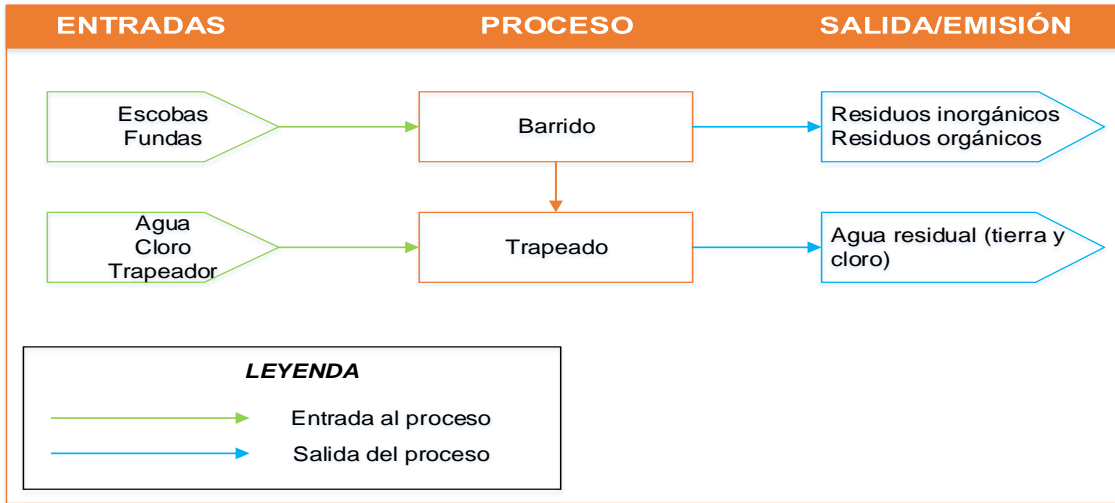 ENTRADAS
PROCESO
SALIDA/EMISIÓN
Escobas
Fundas
Barrido
Residuos inorgánicos
Residuos orgánicos
Agua
Cloro
Trapeador
Trapeado
Agua residual (tierra y
cloro)
LEYENDA
Entrada al proceso
Salida del proceso